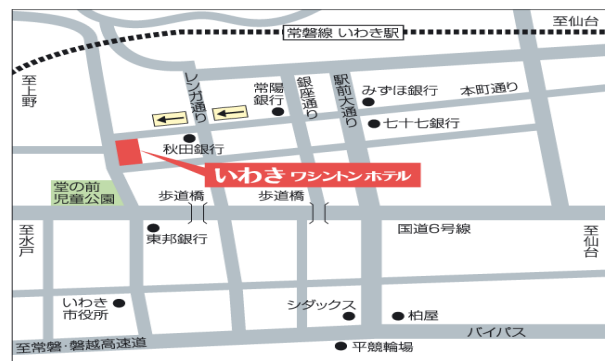 至仙台
常磐線 いわき駅
至上野
レンガ通り
常陽
銀行
銀座通り
駅前大通り
みずほ銀行
本町通り
七十七銀行
秋田銀行
いわき ワシントンホテル
堂の前
児童公園
歩道橋
歩道橋
至水戸
東邦銀行
国道6号線
至仙台
いわき
市役所
シダックス
柏屋
バイパス
至常磐・磐越高速道
平競輪場